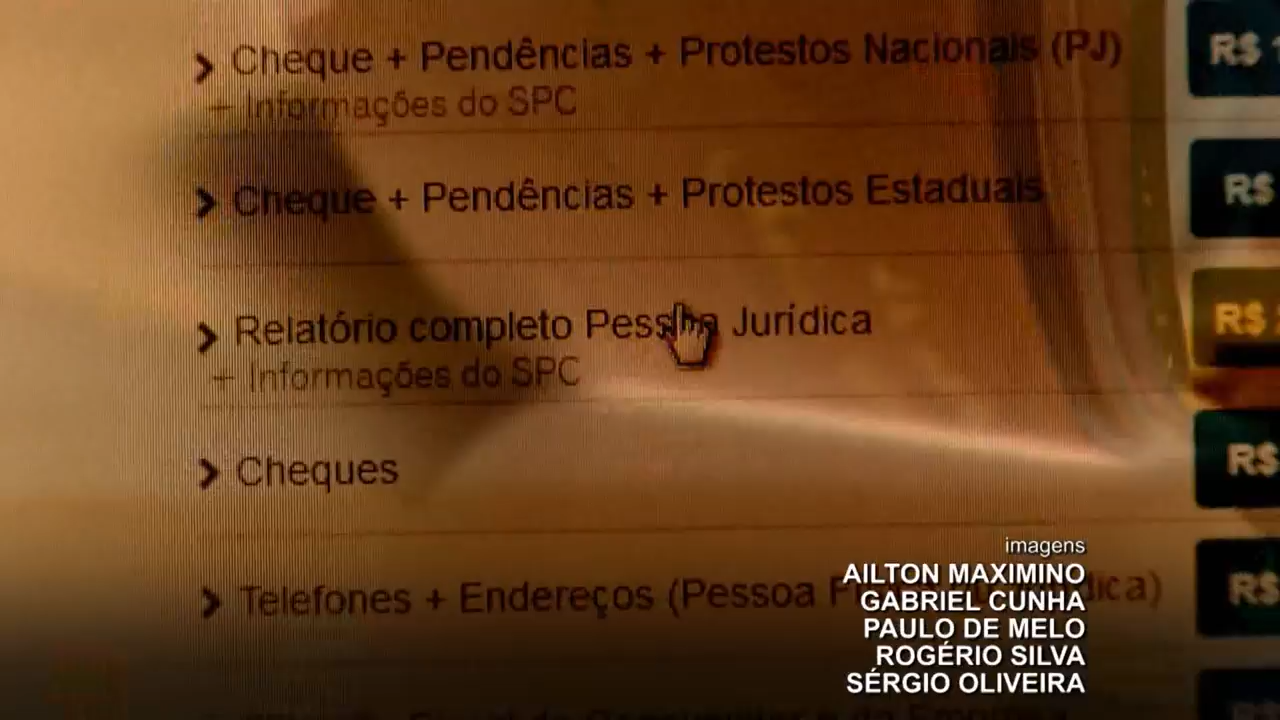 Cheque + Pendências + Protestos Nacionais (PJ)
R$
+ Informações do SPC
Cheque + Pendências + Protestos Estaduais
R$
Relatório completo Pessoa Jurídica
R$
+ Informações do SPC
Cheques
R$
Telefones + Endereços (Pessoa
R$
imagens
AILTON MAXIMINO
GABRIEL CUNHA
PAULO DE MELO
ROGÉRIO SILVA
SÉRGIO OLIVEIRA